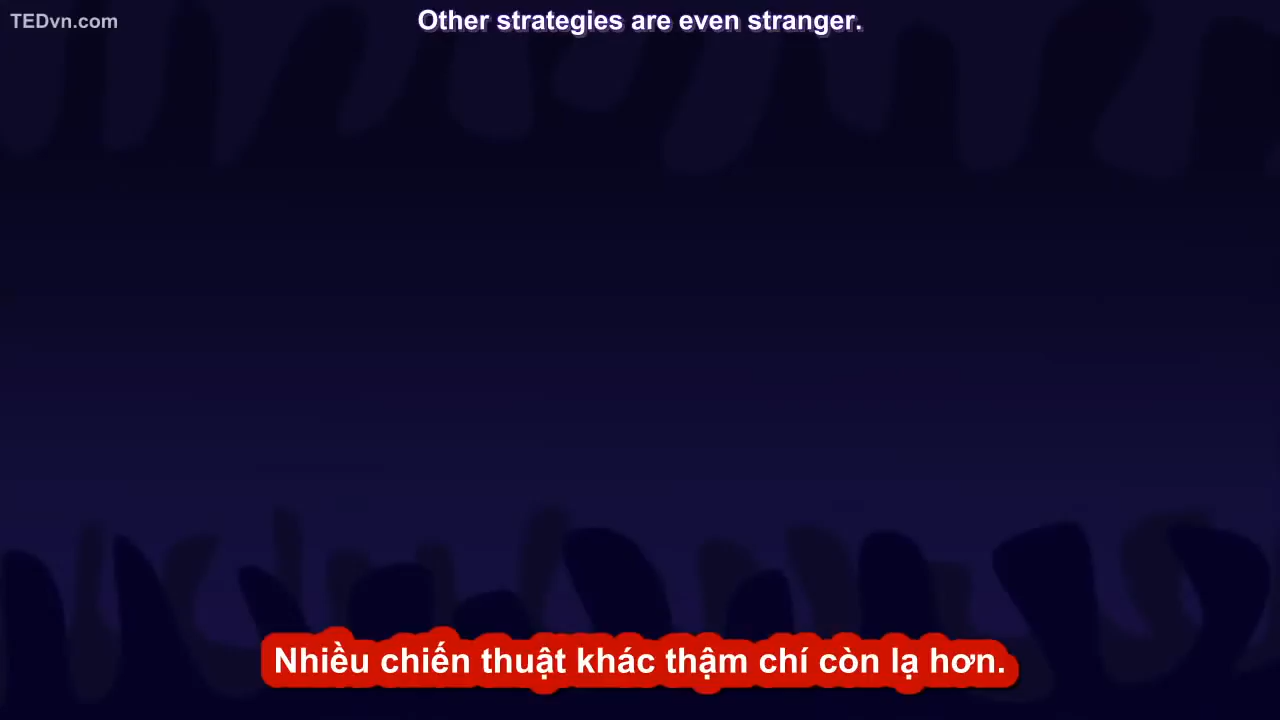 TEDvn.com
Other strategies are even stranger.
Nhiều chiến thuật khác thậm chí còn lạ hơn.